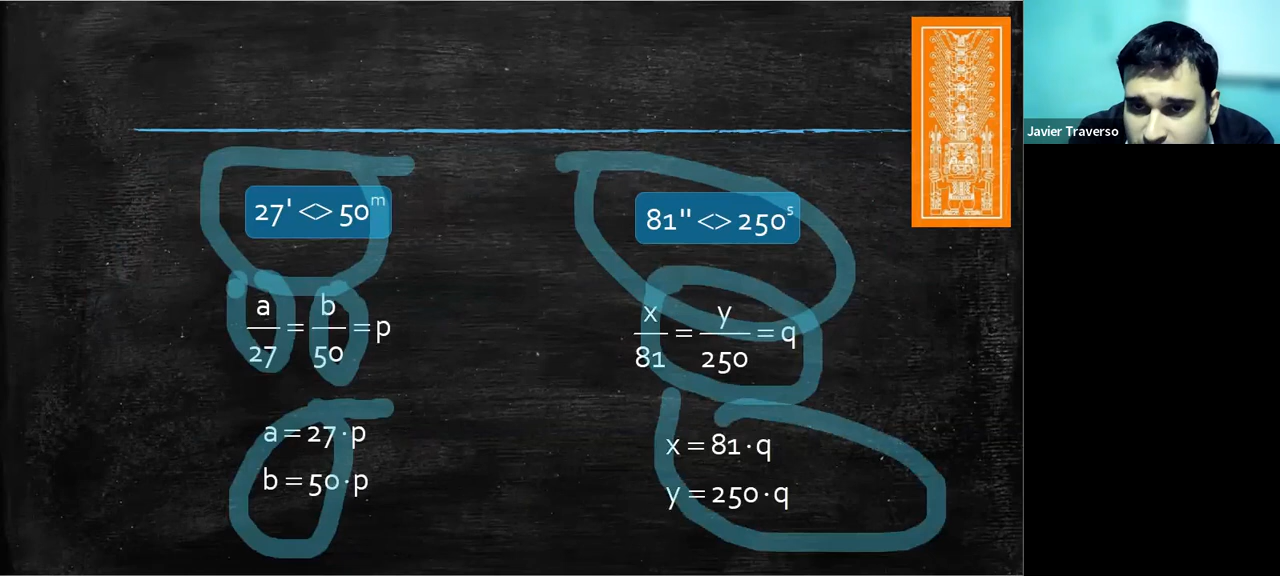 27' <> 50ᵐ
a/27 = b/50 = p
a = 27·p
b = 50·p
81'' <> 250ˢ
x/81 = y/250 = q
x = 81·q
y = 250·q
Javier Traverso